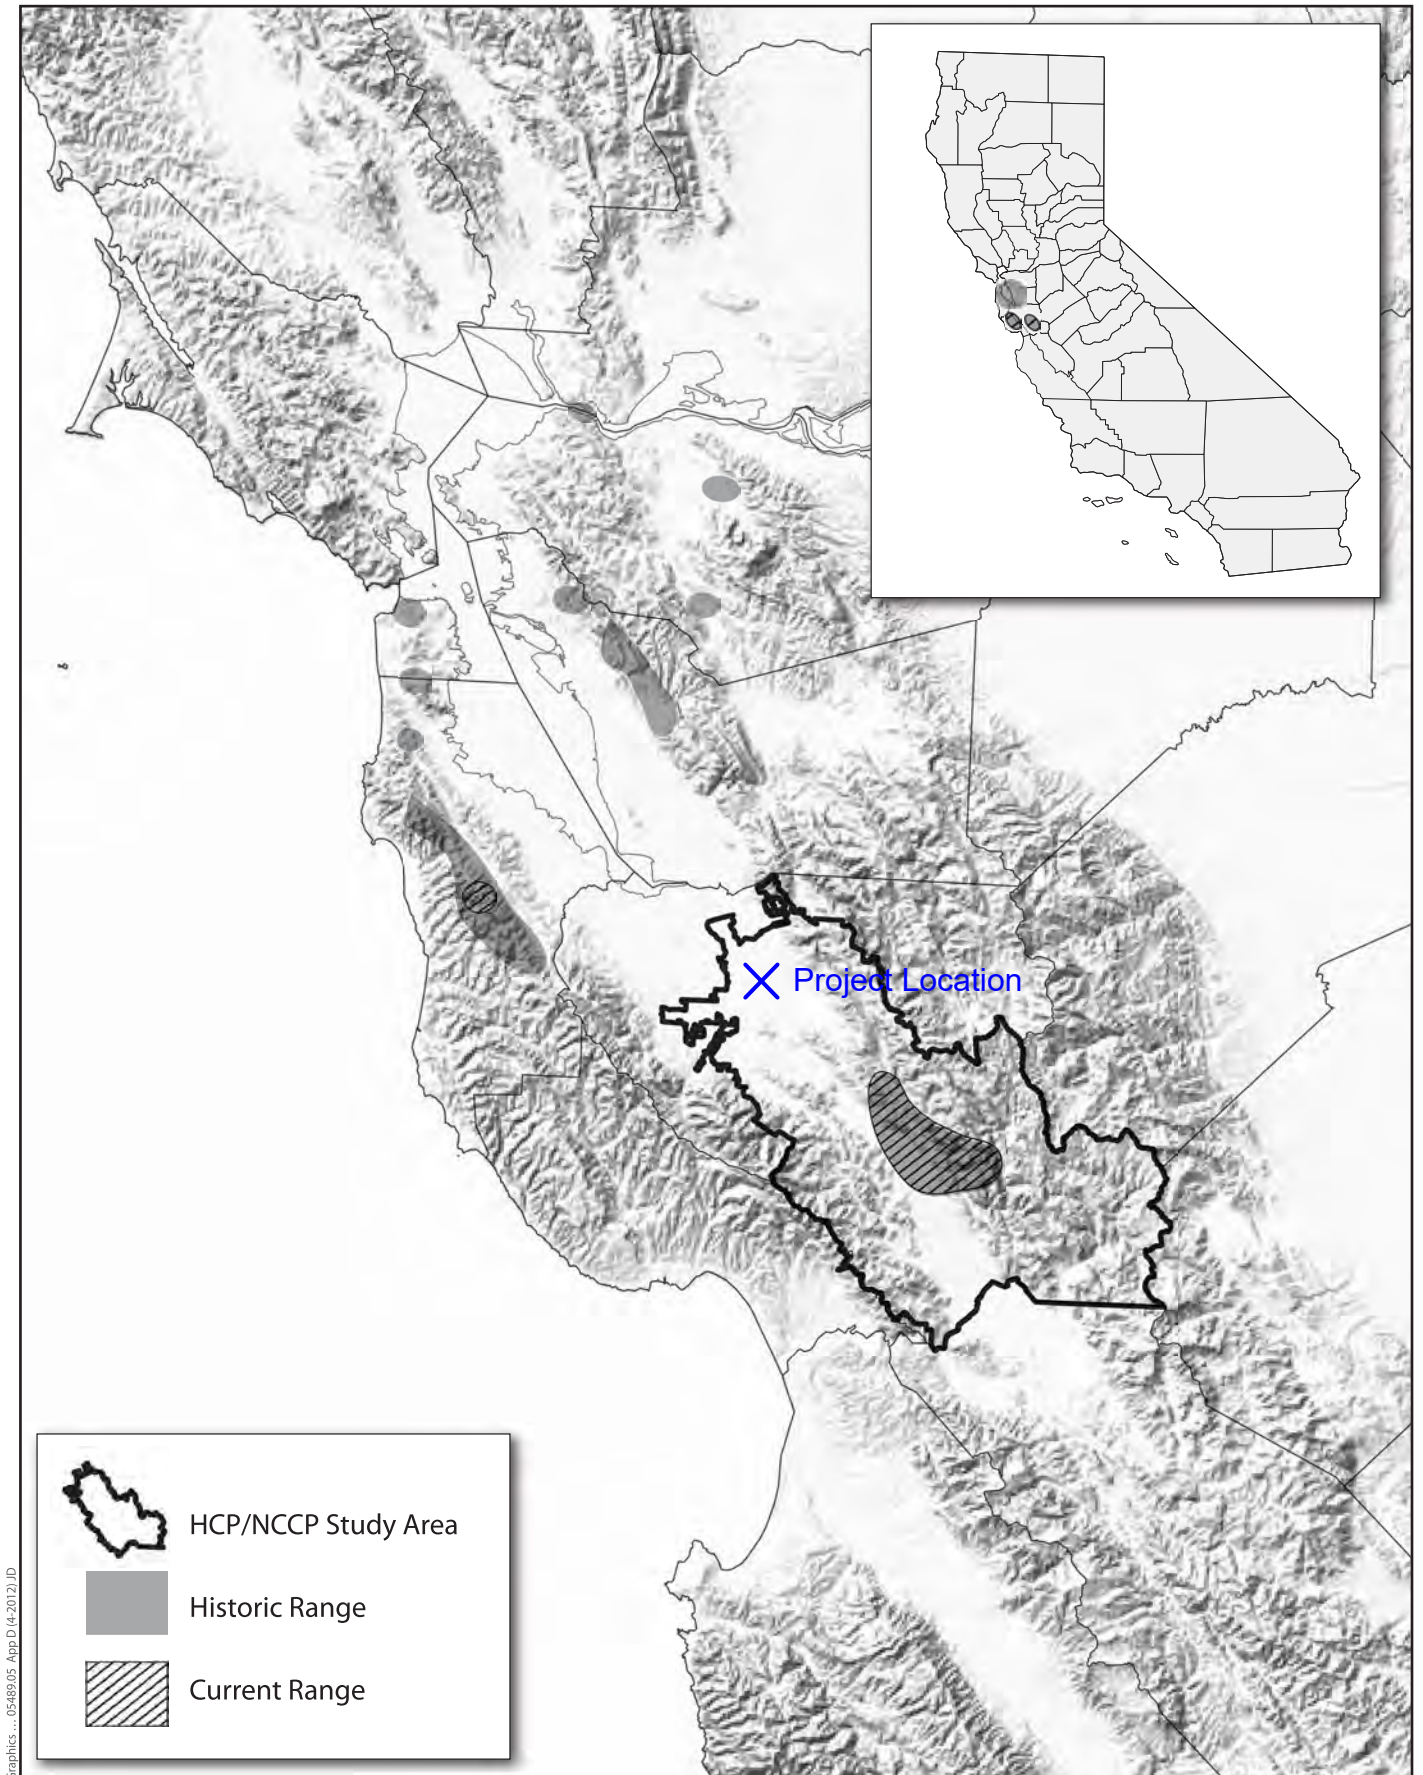 Project Location
HCP/NCCP Study Area
Historic Range
Current Range
Graphics … 05489.05 App D (4-2012) JD